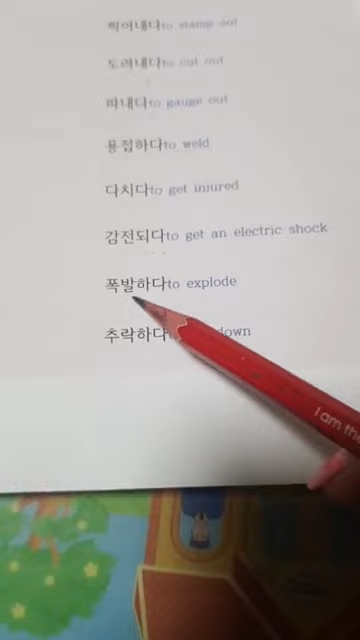 찍어내다to stamp out
도려내다to cut out
파내다to gauge out
용접하다to weld
다치다to get injured
감전되다to get an electric shock
폭발하다to explode
추락하다 down
I am the